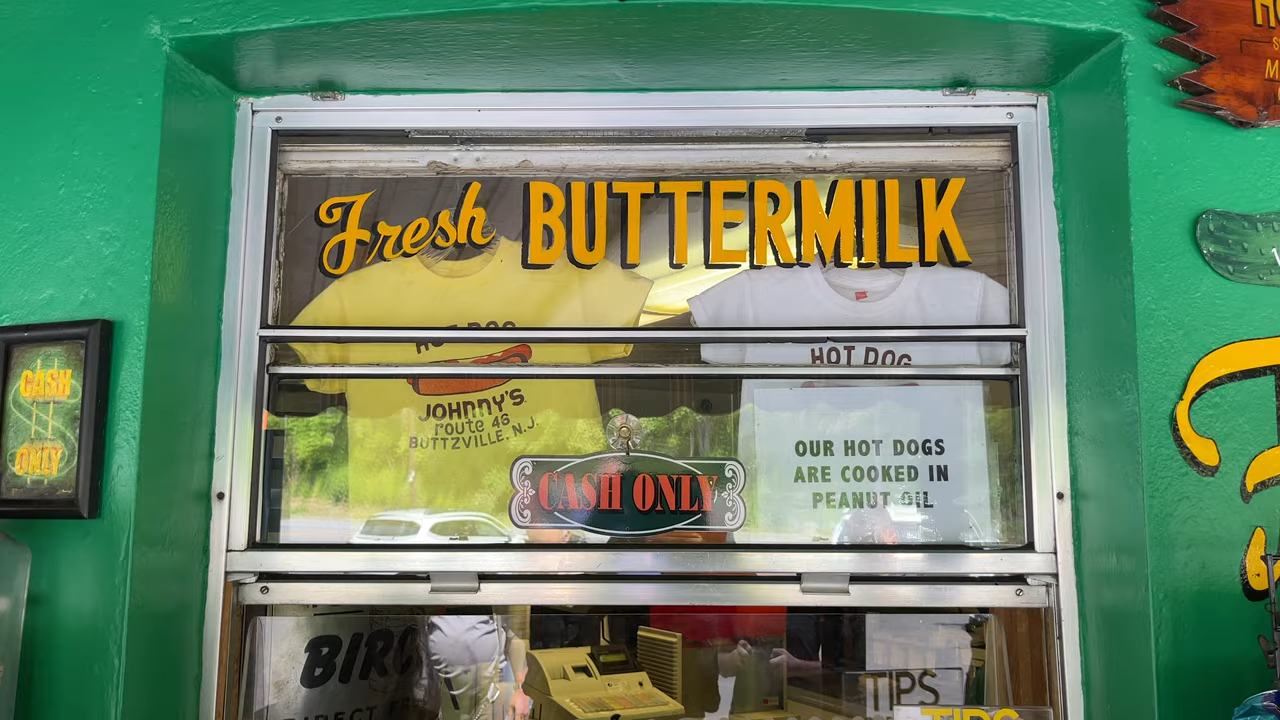 Fresh BUTTERMILK
HOT DOG
JOHNNY'S
route 46
BUTTZVILLE, N.J.
HOT DOG
CASH
ONLY
CASH ONLY
OUR HOT DOGS
ARE COOKED IN
PEANUT OIL
TIPS
TIPS